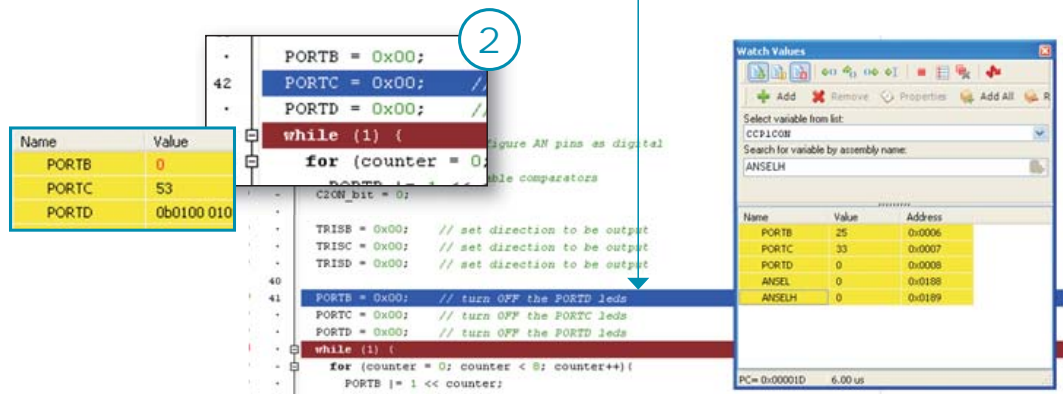 2
PORTB = 0x00;
42 PORTC = 0x00; //
PORTD = 0x00; //
while (1) {
for (counter = 0;
Name Value
PORTB 0
PORTC 53
PORTD 0b0100 010
figure AN pins as digital
able comparators
C2ON_bit = 0;
TRISB = 0x00; // set direction to be output
TRISC = 0x00; // set direction to be output
TRISD = 0x00; // set direction to be output
40
41 PORTB = 0x00; // turn OFF the PORTD leds
PORTC = 0x00; // turn OFF the PORTC leds
PORTD = 0x00; // turn OFF the PORTD leds
while (1) {
for (counter = 0; counter < 8; counter++){
PORTB |= 1 << counter;
Watch Values
Add Remove Properties Add All R
Select variable from list:
CCP1CON
Search for variable by assembly name:
ANSELH
Name Value Address
PORTB 25 0x0006
PORTC 33 0x0007
PORTD 0 0x0008
ANSEL 0 0x0188
ANSELH 0 0x0189
PC= 0x00001D 6.00 us